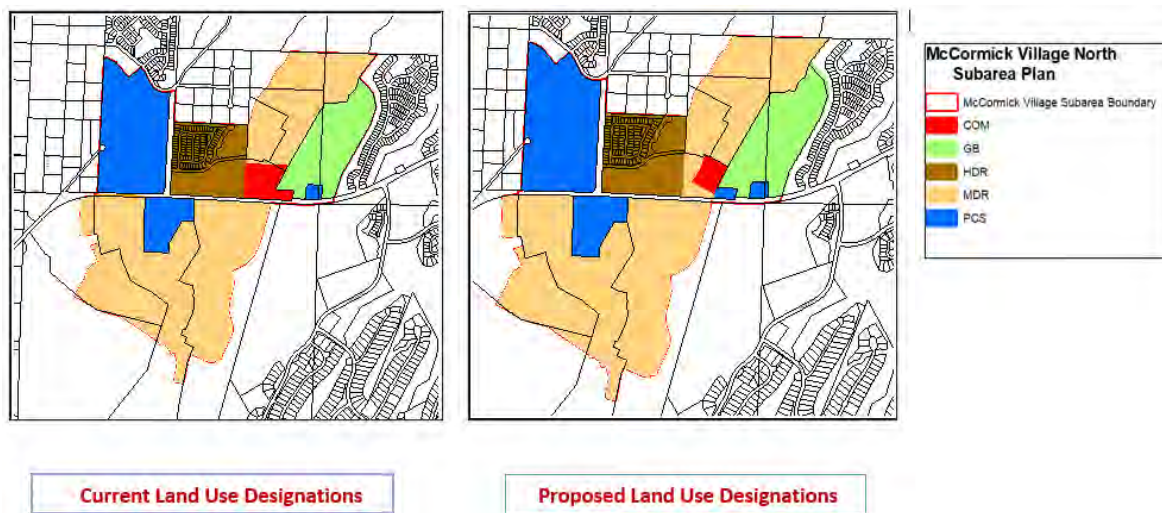 McCormick Village North
Subarea Plan
McCormick Village Subarea Boundary
COM
GB
HDR
MDR
PCS
Current Land Use Designations
Proposed Land Use Designations